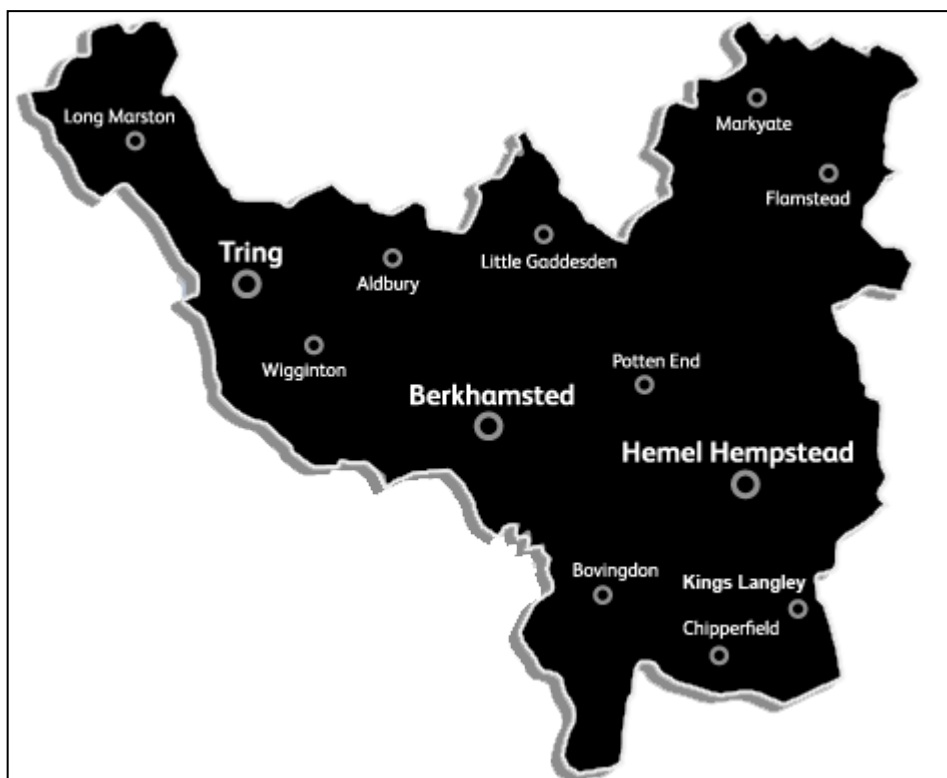 Markyate
Long Marston
Flamstead
Tring
Little Gaddesden
Aldbury
Potten End
Wigginton
Berkhamsted
Hemel Hempstead
Bovingdon
Kings Langley
Chipperfield